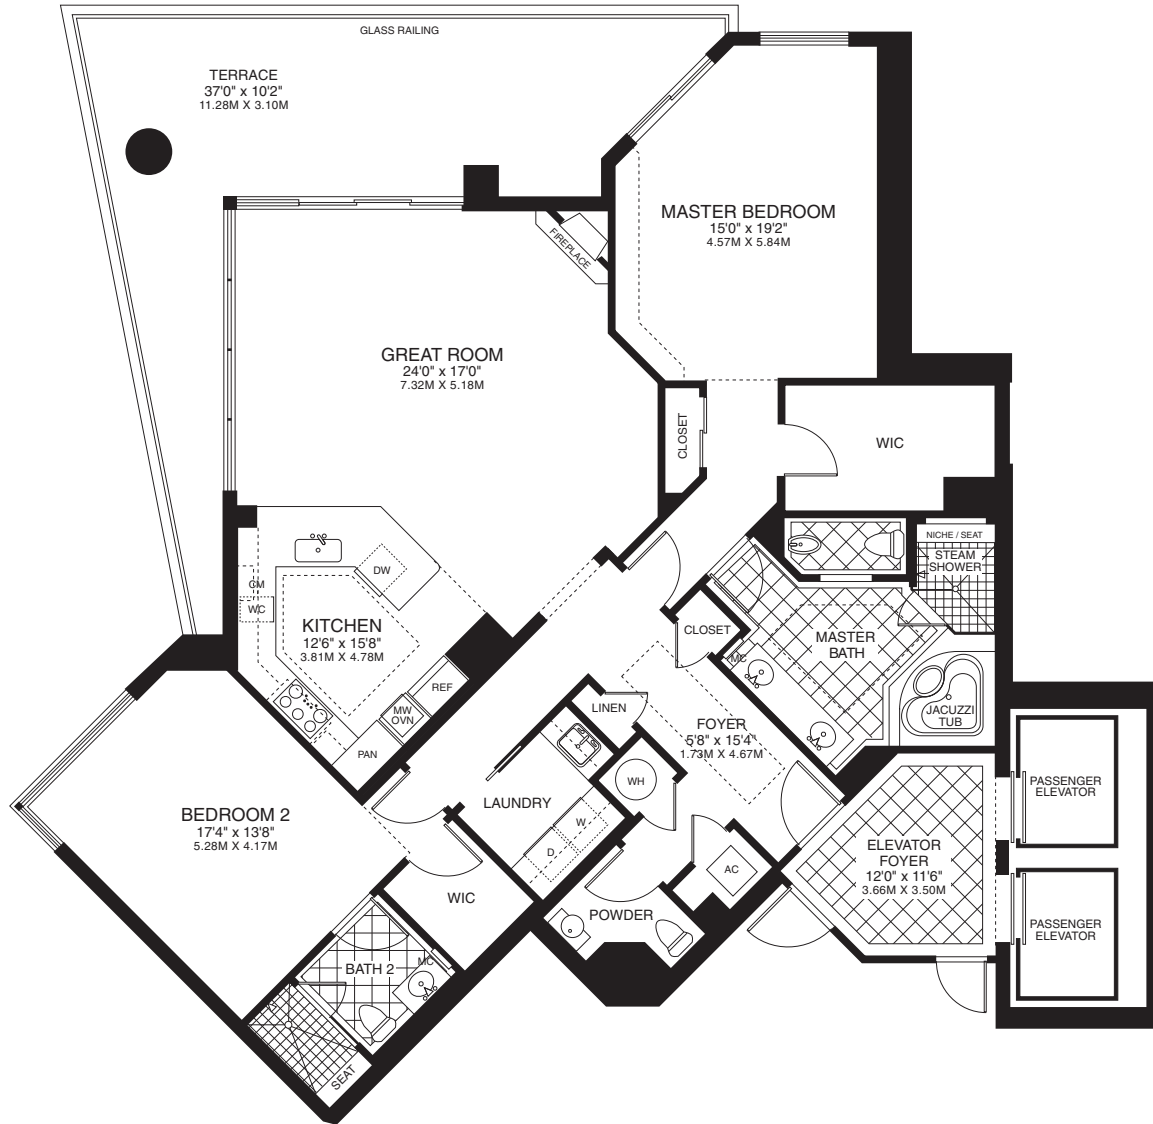 GLASS RAILING
TERRACE
37'0" x 10'2"
11.28M X 3.10M
MASTER BEDROOM
15'0" x 19'2"
4.57M X 5.84M
FIREPLACE
GREAT ROOM
24'0" x 17'0"
7.32M X 5.18M
CLOSET
WIC
NICHE / SEAT
STEAM
SHOWER
DW
CM
WC
KITCHEN
12'6" x 15'8"
3.81M X 4.78M
CLOSET
MASTER
BATH
MC
REF
MW
OVN
PAN
LINEN
FOYER
5'8" x 15'4"
1.73M X 4.67M
JACUZZI
TUB
WH
LAUNDRY
W
D
BEDROOM 2
17'4" x 13'8"
5.28M X 4.17M
PASSENGER
ELEVATOR
ELEVATOR
FOYER
12'0" x 11'6"
3.66M X 3.50M
AC
WIC
POWDER
PASSENGER
ELEVATOR
MC
BATH 2
SEAT